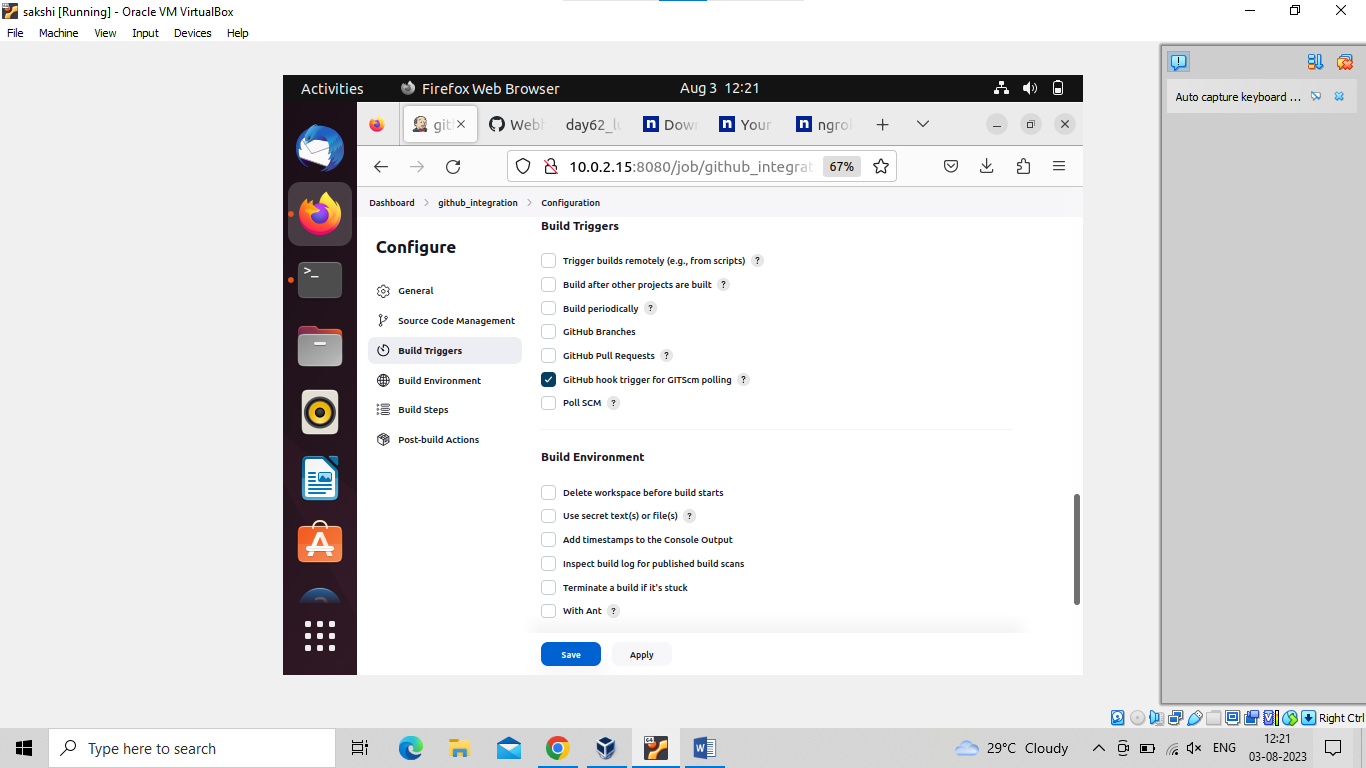 sakshi [Running] - Oracle VM VirtualBox
File Machine View Input Devices Help
Auto capture keyboard ...
Activities Firefox Web Browser Aug 3 12:21
git Webh day62_lu Down Your ngrol
10.0.2.15:8080/job/github_integrat 67%
Dashboard github_integration Configuration
Configure
General
Source Code Management
Build Triggers
Build Environment
Build Steps
Post-build Actions
Build Triggers
Trigger builds remotely (e.g., from scripts) ?
Build after other projects are built ?
Build periodically ?
GitHub Branches
GitHub Pull Requests ?
GitHub hook trigger for GITScm polling ?
Poll SCM ?
Build Environment
Delete workspace before build starts
Use secret text(s) or file(s) ?
Add timestamps to the Console Output
Inspect build log for published build scans
Terminate a build if it's stuck
With Ant ?
Save Apply
Right Ctrl
Type here to search
29°C Cloudy
ENG
12:21
03-08-2023